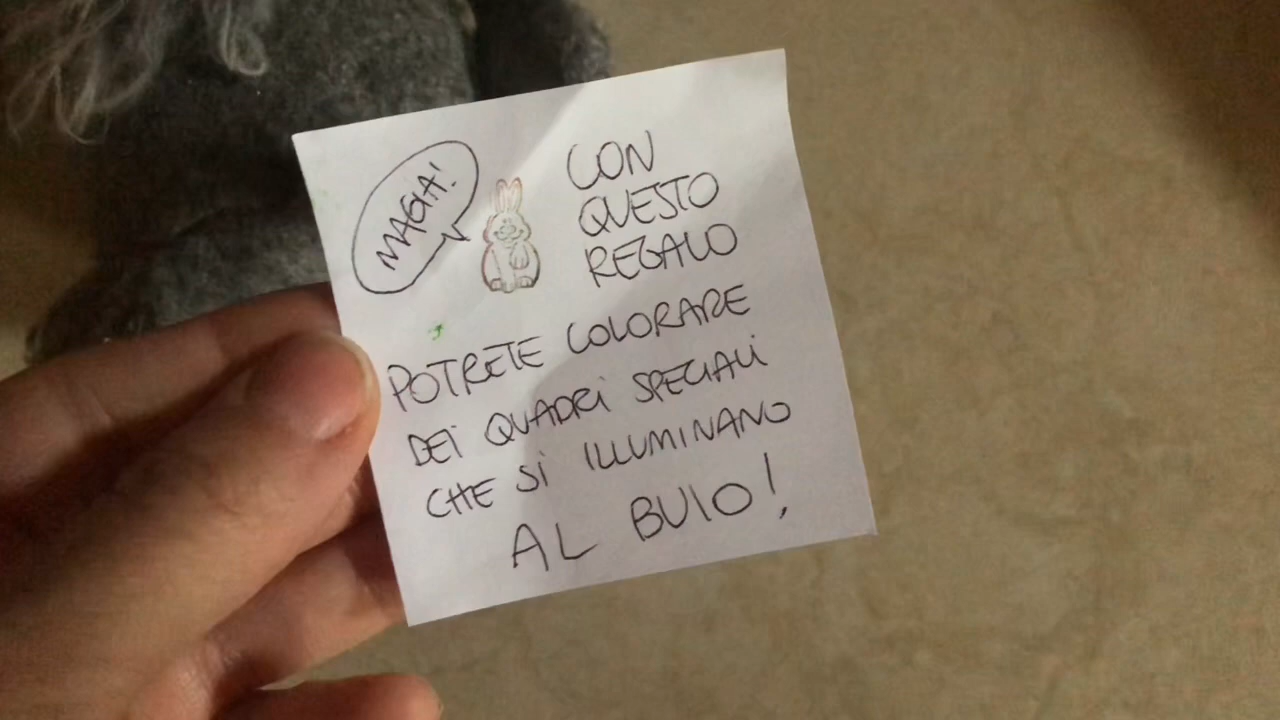 MAGIA!
CON
QUESTO
REGALO
POTRETE COLORARE
DEI QUADRI SPECIALI
CHE SI ILLUMINANO
AL BUIO!